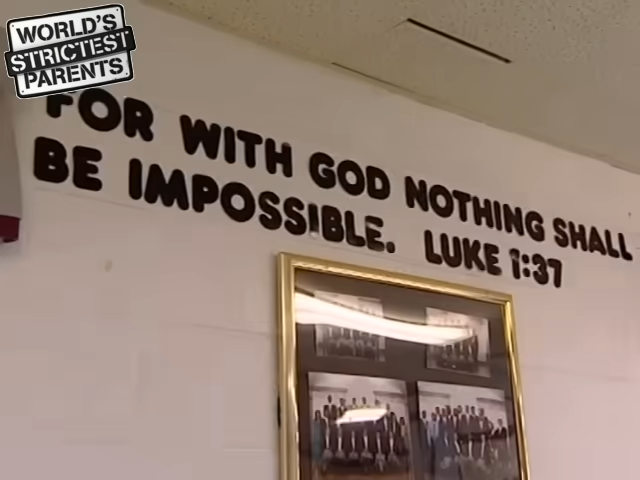 WORLD'S
STRICTEST
PARENTS
FOR WITH GOD NOTHING SHALL
BE IMPOSSIBLE. LUKE 1:37